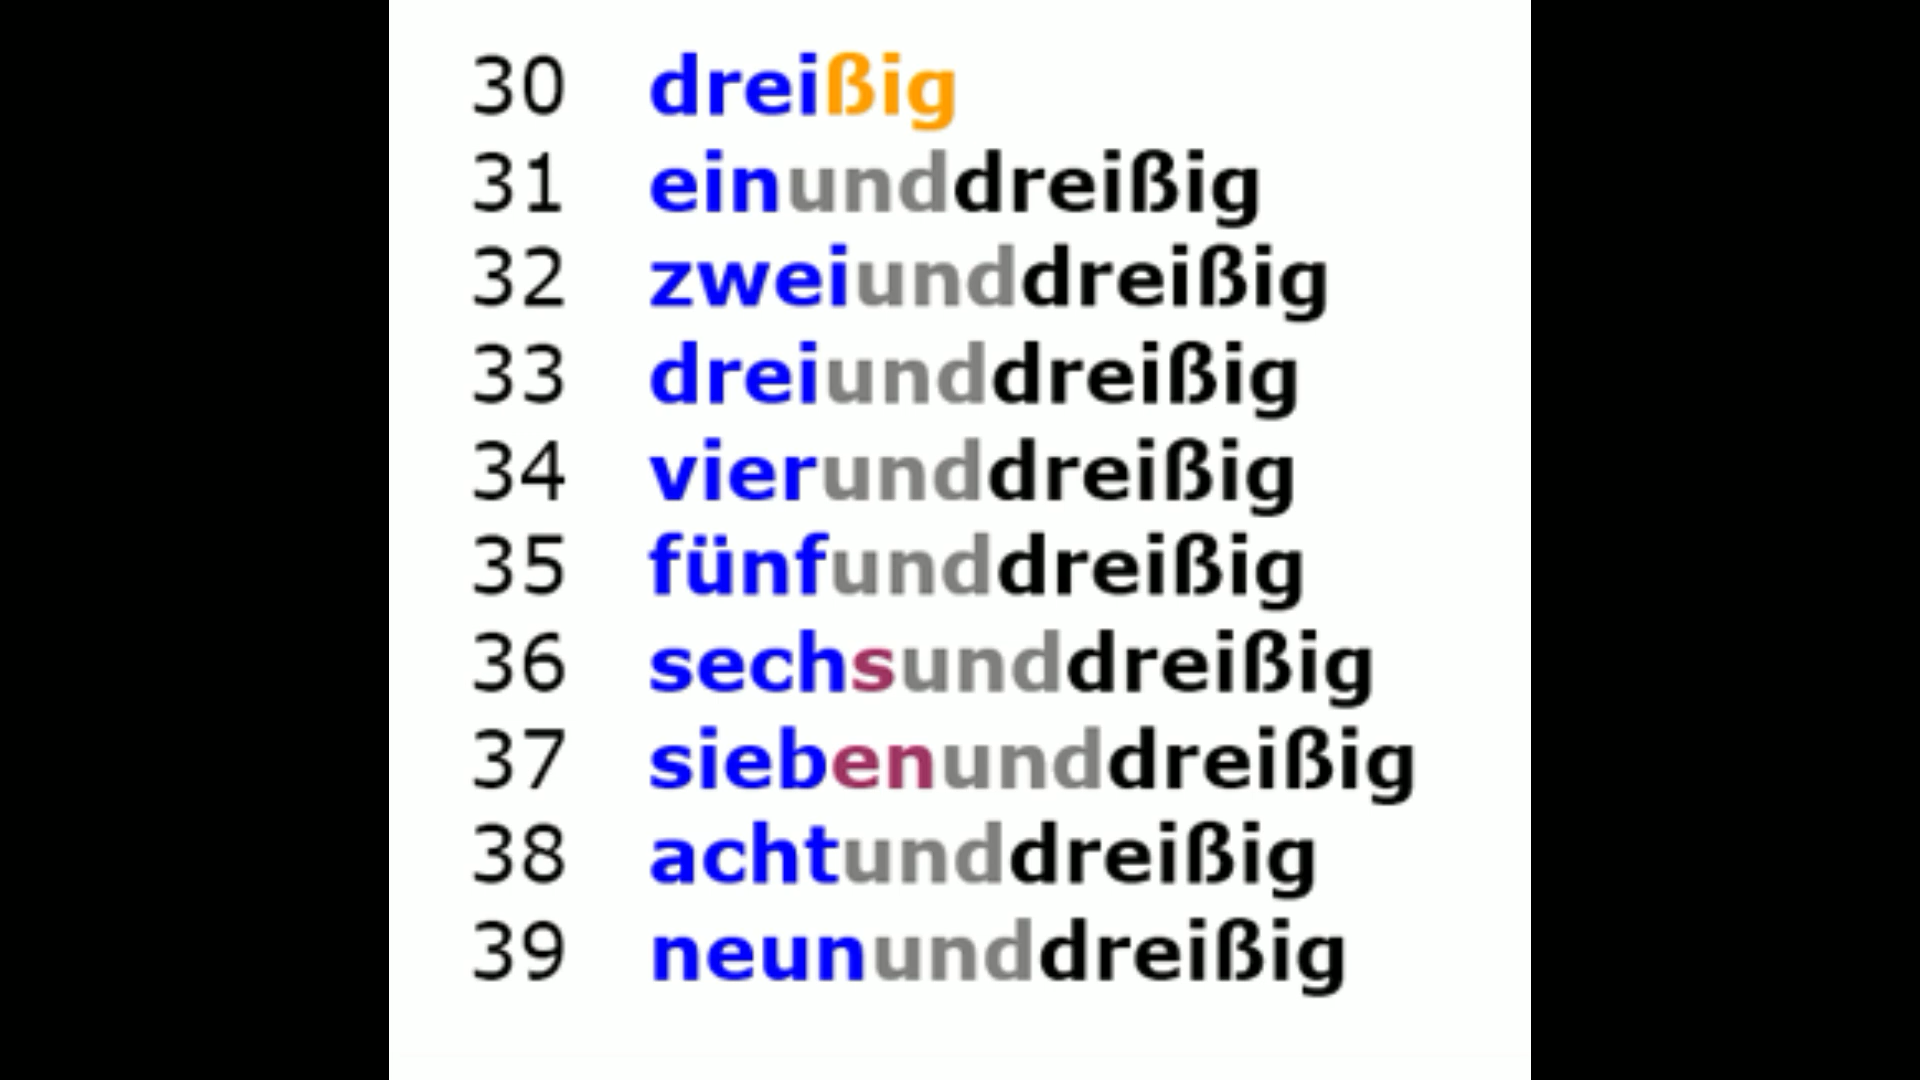 30 dreißig
31 einunddreißig
32 zweiunddreißig
33 dreiunddreißig
34 vierunddreißig
35 fünfunddreißig
36 sechsunddreißig
37 siebenunddreißig
38 achtunddreißig
39 neununddreißig